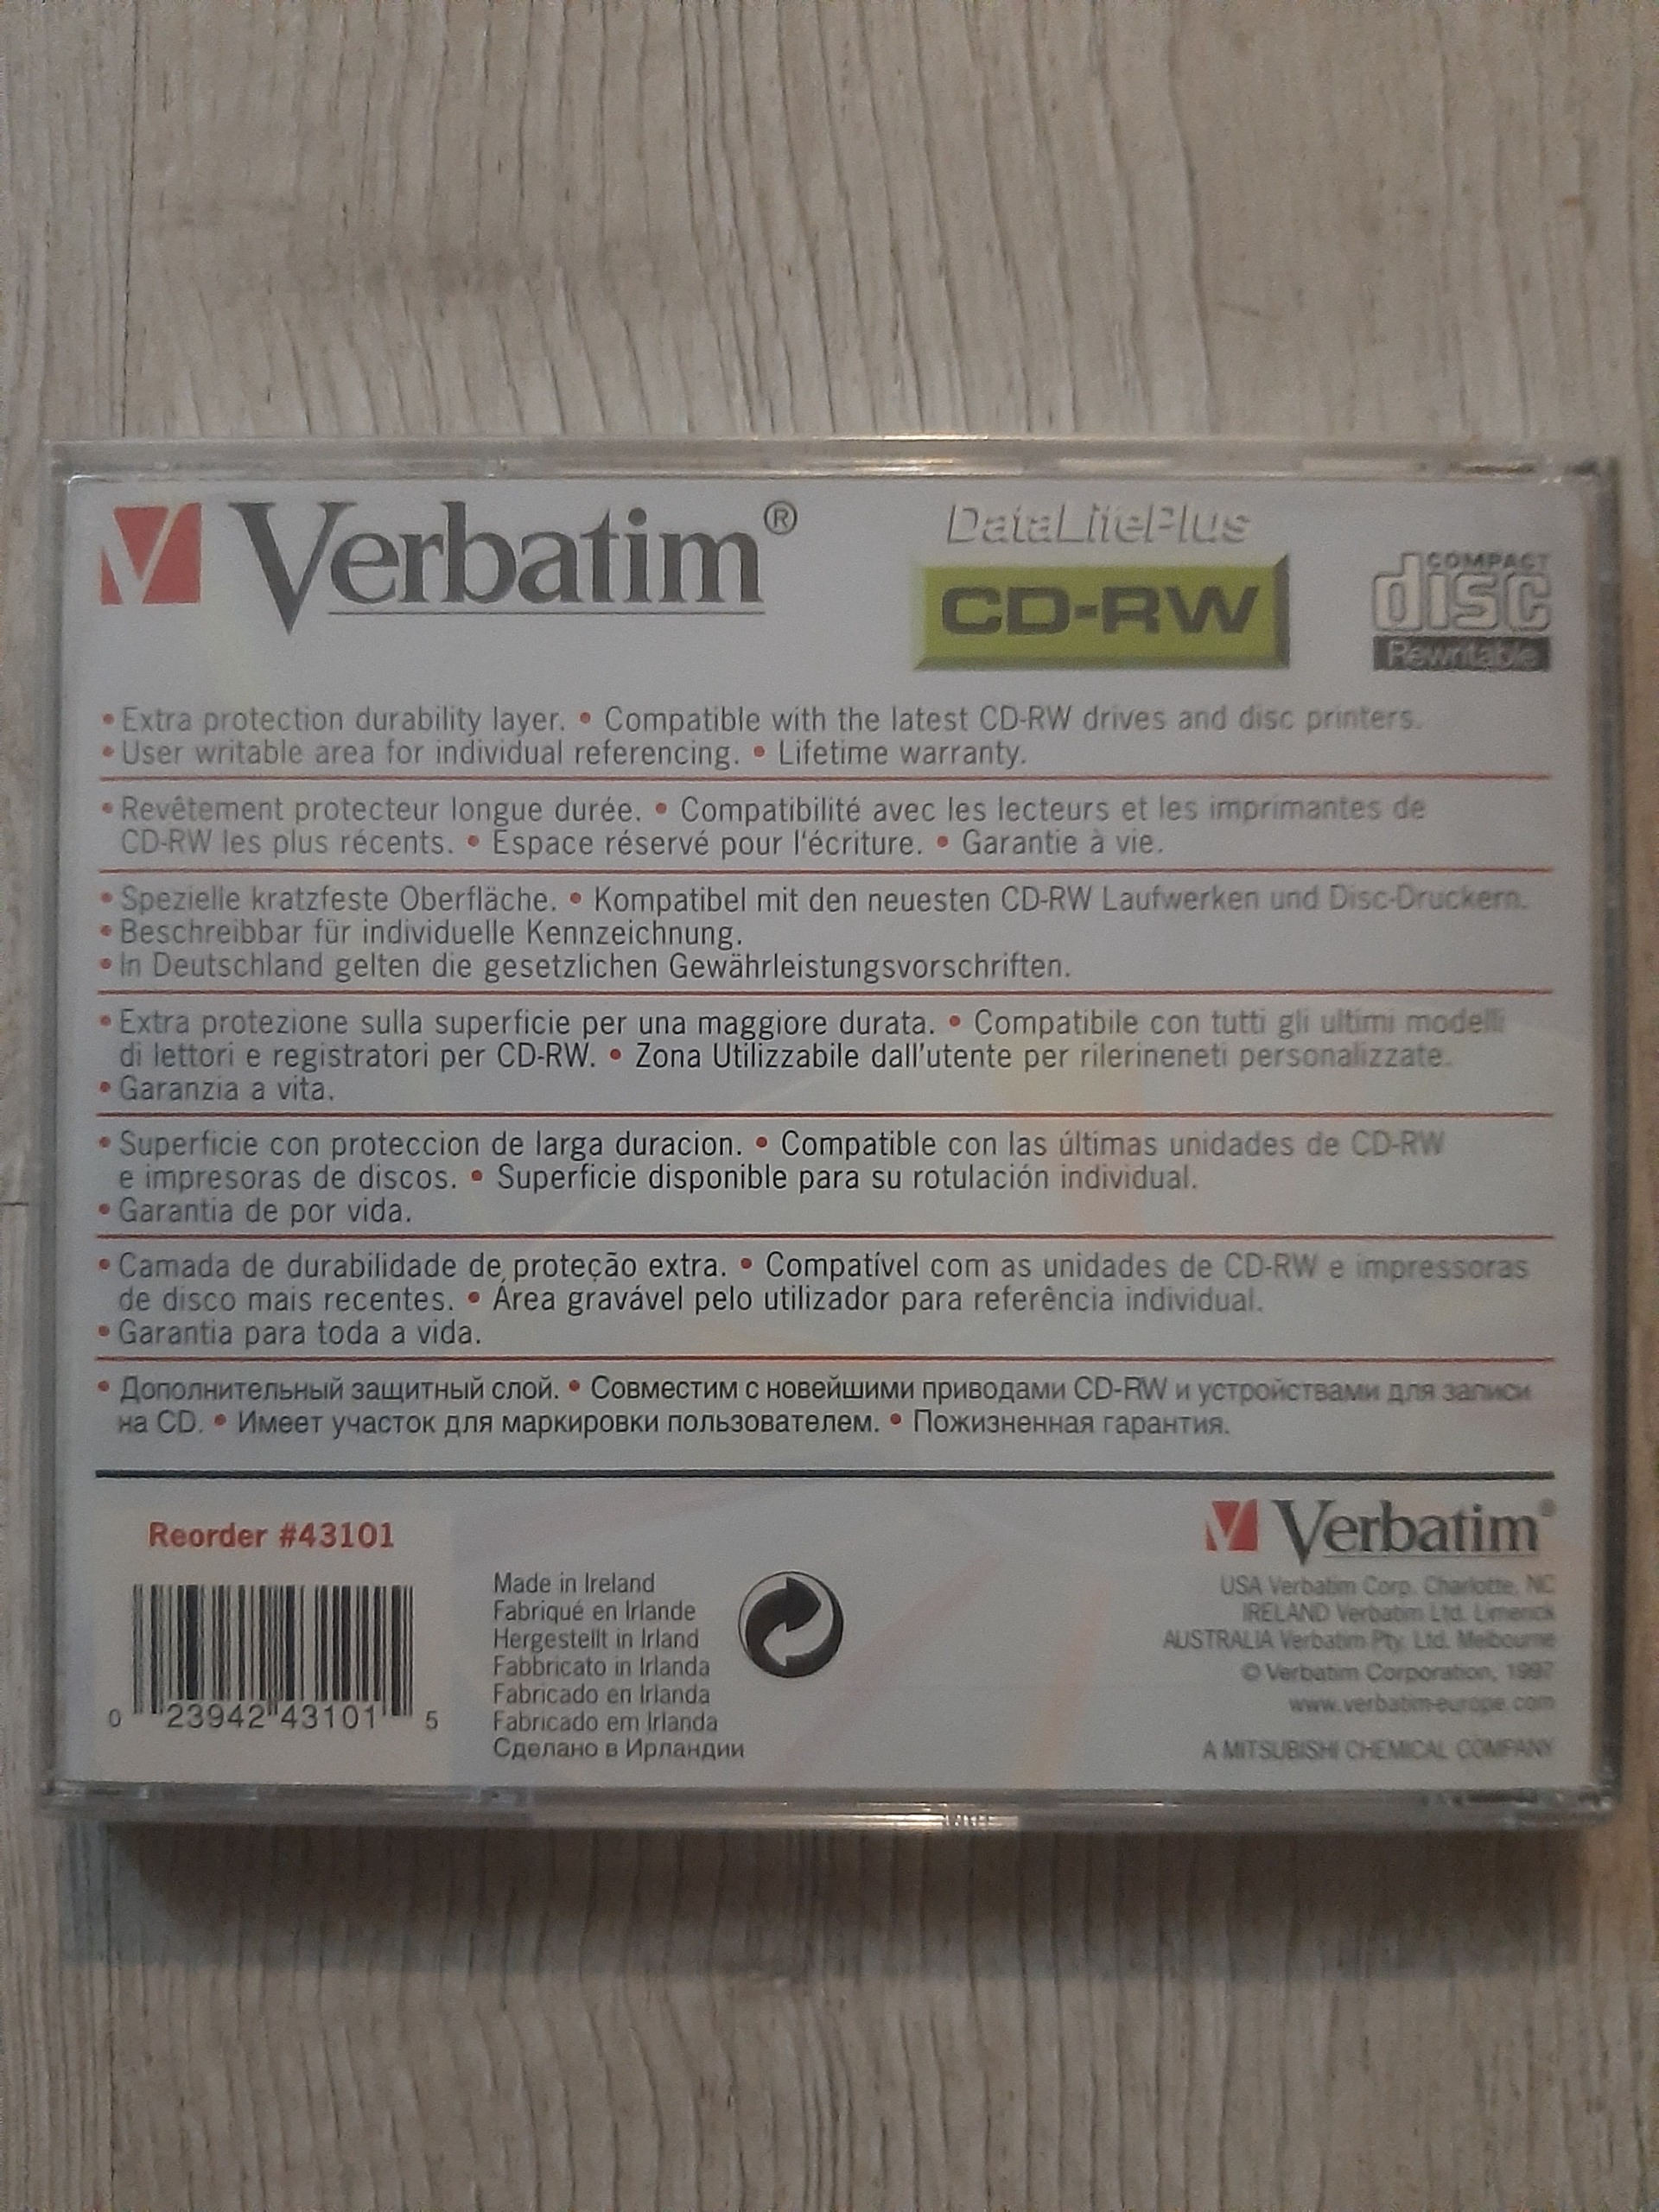 Verbatim®
DataLifePlus
CD-RW
COMPACT
disc
Rewritable
• Extra protection durability layer. • Compatible with the latest CD-RW drives and disc printers.
• User writable area for individual referencing. • Lifetime warranty.
• Revêtement protecteur longue durée. • Compatibilité avec les lecteurs et les imprimantes de
CD-RW les plus récents. • Espace réservé pour l'écriture. • Garantie à vie.
• Spezielle kratzfeste Oberfläche. • Kompatibel mit den neuesten CD-RW Laufwerken und Disc-Druckern.
• Beschreibbar für individuelle Kennzeichnung.
• In Deutschland gelten die gesetzlichen Gewährleistungsvorschriften.
• Extra protezione sulla superficie per una maggiore durata. • Compatibile con tutti gli ultimi modelli
di lettori e registratori per CD-RW. • Zona Utilizzabile dall'utente per rilerineneti personalizzate.
• Garanzia a vita.
• Superficie con proteccion de larga duracion. • Compatible con las últimas unidades de CD-RW
e impresoras de discos. • Superficie disponible para su rotulación individual.
• Garantia de por vida.
• Camada de durabilidade de proteção extra. • Compatível com as unidades de CD-RW e impressoras
de disco mais recentes. • Área gravável pelo utilizador para referência individual.
• Garantia para toda a vida.
• Дополнительный защитный слой. • Совместим с новейшими приводами CD-RW и устройствами для записи
на CD. • Имеет участок для маркировки пользователем. • Пожизненная гарантия.
Reorder #43101
0 23942 43101 5
Made in Ireland
Fabriqué en Irlande
Hergestellt in Irland
Fabbricato in Irlanda
Fabricado en Irlanda
Fabricado em Irlanda
Сделано в Ирландии
Verbatim®
USA Verbatim Corp. Charlotte, NC
IRELAND Verbatim Ltd. Limerick
AUSTRALIA Verbatim Pty. Ltd. Melbourne
© Verbatim Corporation, 1997
www.verbatim-europe.com
A MITSUBISHI CHEMICAL COMPANY